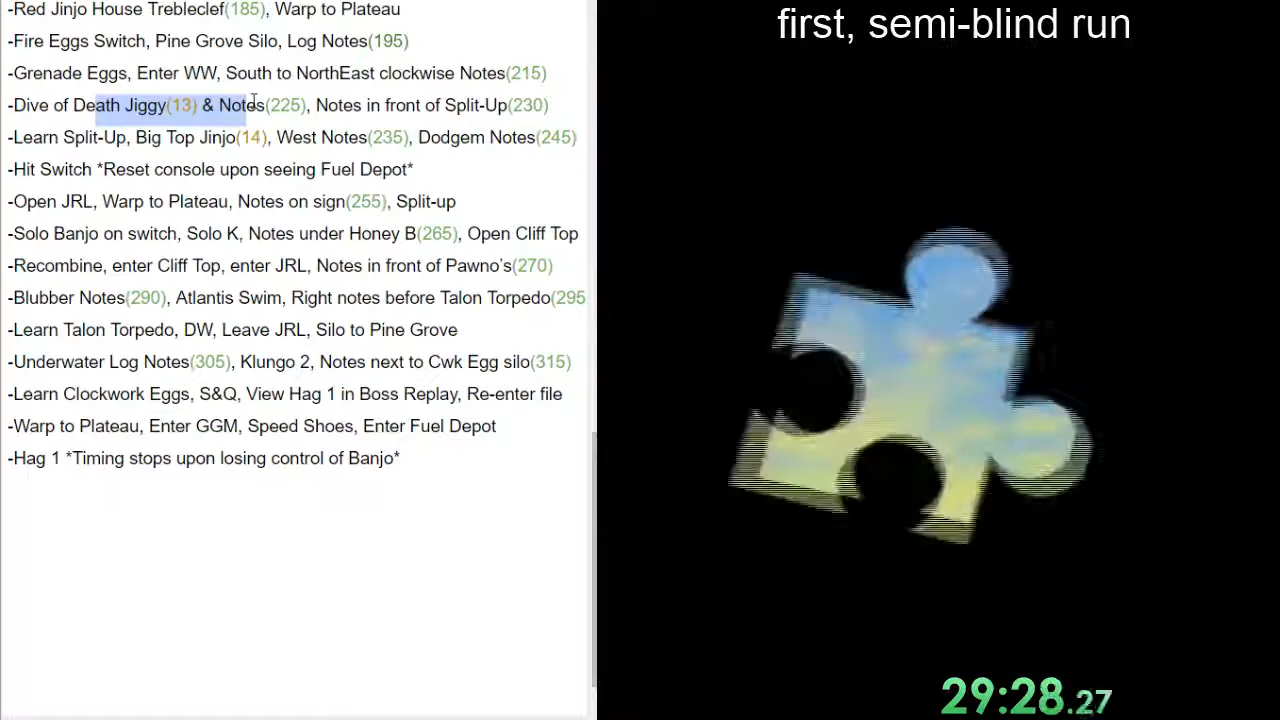 -Red Jinjo House Trebleclef(185), Warp to Plateau
-Fire Eggs Switch, Pine Grove Silo, Log Notes(195)
-Grenade Eggs, Enter WW, South to NorthEast clockwise Notes(215)
-Dive of Death Jiggy(13) & Notes(225), Notes in front of Split-Up(230)
-Learn Split-Up, Big Top Jinjo(14), West Notes(235), Dodgem Notes(245)
-Hit Switch *Reset console upon seeing Fuel Depot*
-Open JRL, Warp to Plateau, Notes on sign(255), Split-up
-Solo Banjo on switch, Solo K, Notes under Honey B(265), Open Cliff Top
-Recombine, enter Cliff Top, enter JRL, Notes in front of Pawno's(270)
-Blubber Notes(290), Atlantis Swim, Right notes before Talon Torpedo(295
-Learn Talon Torpedo, DW, Leave JRL, Silo to Pine Grove
-Underwater Log Notes(305), Klungo 2, Notes next to Cwk Egg silo(315)
-Learn Clockwork Eggs, S&Q, View Hag 1 in Boss Replay, Re-enter file
-Warp to Plateau, Enter GGM, Speed Shoes, Enter Fuel Depot
-Hag 1 *Timing stops upon losing control of Banjo*
first, semi-blind run
29:28.27